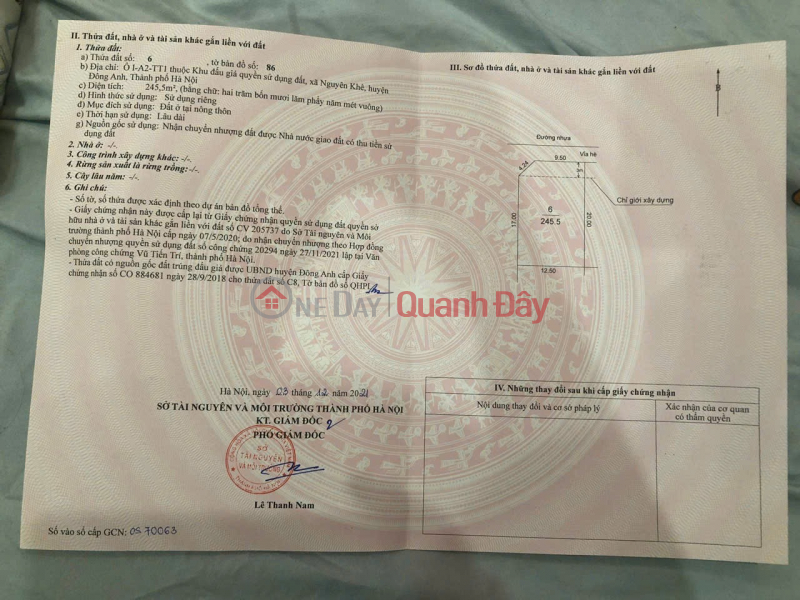 II. Thửa đất, nhà ở và tài sản khác gắn liền với đất
1. Thửa đất:
a) Thửa đất số: 6 , tờ bản đồ số: 86
b) Địa chỉ: Ô I-A2-TT1 thuộc Khu đấu giá quyền sử dụng đất, xã Nguyên Khê, huyện
Đông Anh, Thành phố Hà Nội
c) Diện tích: 245,5m², (bằng chữ: hai trăm bốn mươi lăm phẩy năm mét vuông)
d) Hình thức sử dụng: Sử dụng riêng
đ) Mục đích sử dụng: Đất ở tại nông thôn
e) Thời hạn sử dụng: Lâu dài
g) Nguồn gốc sử dụng: Nhận chuyển nhượng đất được Nhà nước giao đất có thu tiền sử
dụng đất
2. Nhà ở: -/-
3. Công trình xây dựng khác: -/-
4. Rừng sản xuất là rừng trồng: -/-
5. Cây lâu năm: -/-
6. Ghi chú:
- Số tờ, số thửa được xác định theo dự án bản đồ tổng thể.
- Giấy chứng nhận này được cấp lại từ Giấy chứng nhận quyền sử dụng đất quyền sở
hữu nhà ở và tài sản khác gắn liền với đất số CV 205737 do Sở Tài nguyên và Môi
trường thành phố Hà Nội cấp ngày 07/5/2020; do nhận chuyển nhượng theo Hợp đồng
chuyển nhượng quyền sử dụng đất số công chứng 20294 ngày 27/11/2021 lập tại Văn
phòng công chứng Vũ Tiến Trí, thành phố Hà Nội.
- Thửa đất có nguồn gốc đất trúng đấu giá được UBND huyện Đông Anh cấp Giấy
chứng nhận số CO 884681 ngày 28/9/2018 cho thửa đất số C8, Tờ bản đồ số QHPL
Hà Nội, ngày 03 tháng 12 năm 2021
SỞ TÀI NGUYÊN VÀ MÔI TRƯỜNG THÀNH PHỐ HÀ NỘI
KT. GIÁM ĐỐC
PHÓ GIÁM ĐỐC
SỞ
TÀI NGUYÊN
VÀ MÔI TRƯỜNG
Lê Thanh Nam
Số vào sổ cấp GCN: OS 70063
III. Sơ đồ thửa đất, nhà ở và tài sản khác gắn liền với đất
B
Đường nhựa
Vỉa hè
4.24
9.50
3m
Chỉ giới xây dựng
17.00
6
245.5
20.00
12.50
ONE DAY Quanh Đây
IV. Những thay đổi sau khi cấp giấy chứng nhận
Nội dung thay đổi và cơ sở pháp lý
Xác nhận của cơ quan
có thẩm quyền